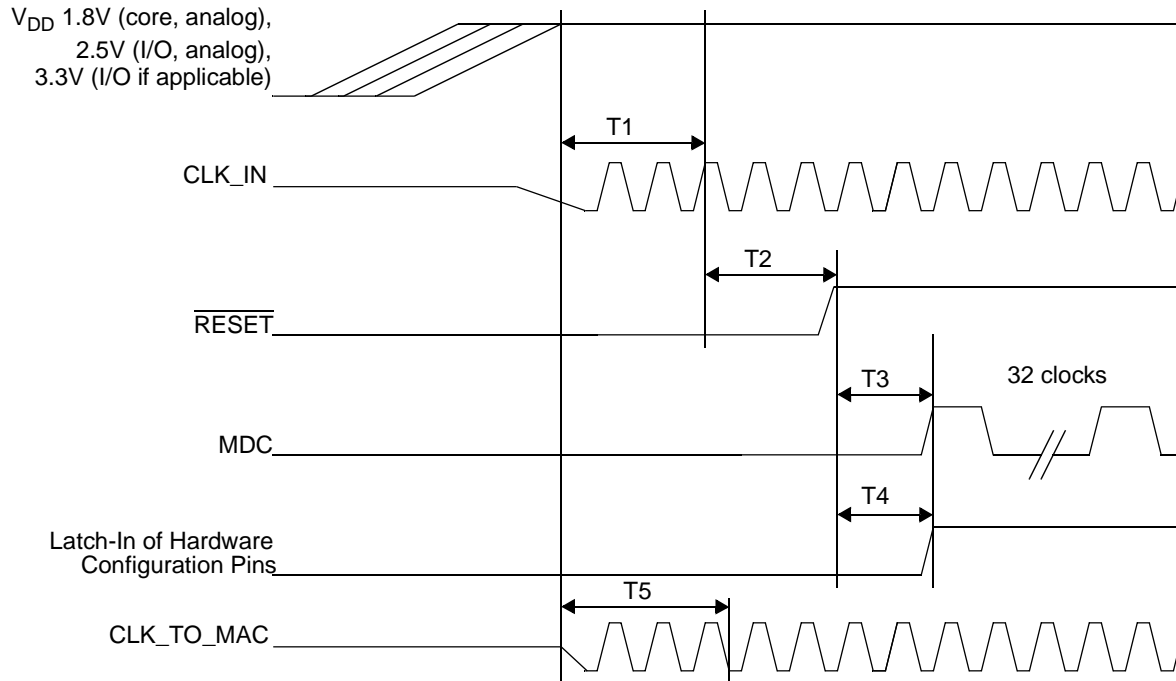 VDD 1.8V (core, analog),
2.5V (I/O, analog),
3.3V (I/O if applicable)
T1
CLK_IN
T2
RESET
T3
32 clocks
MDC
T4
Latch-In of Hardware
Configuration Pins
T5
CLK_TO_MAC